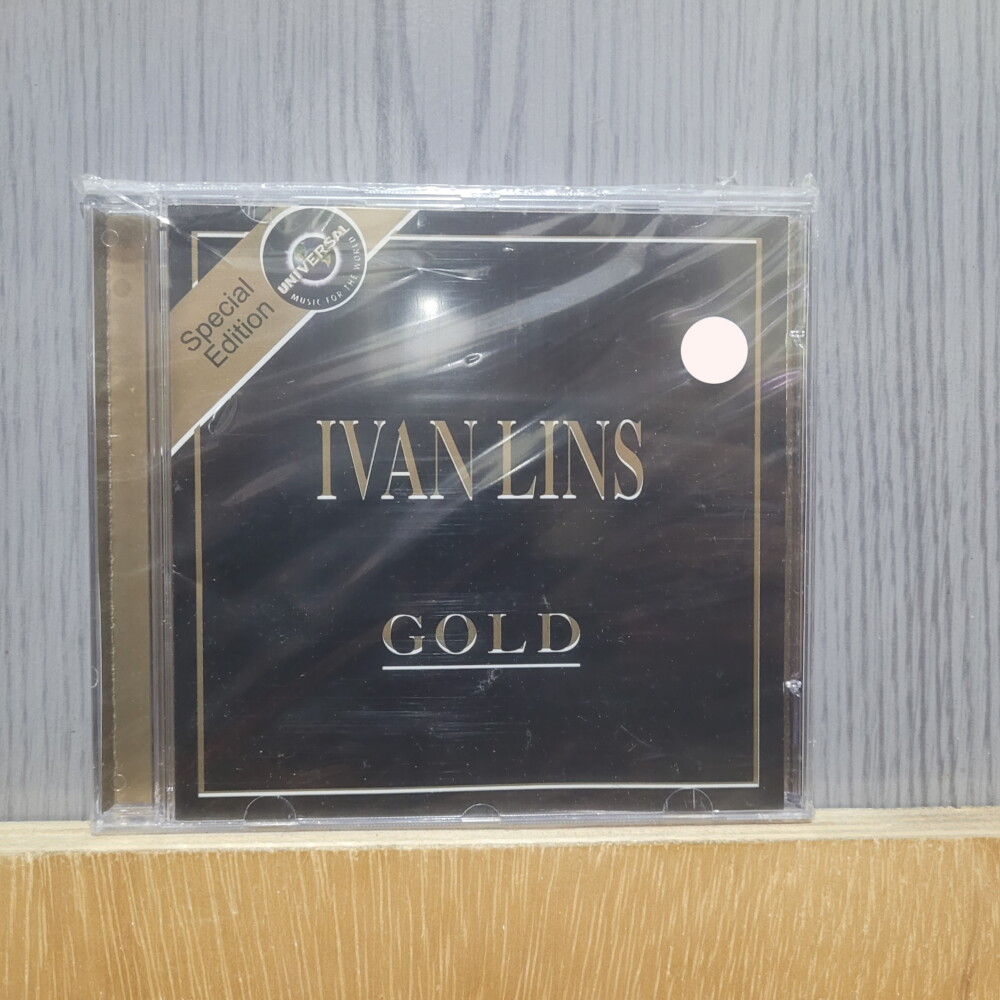 UNIVERSAL
MUSIC FOR THE WORLD
Special
Edition
IVAN LINS
GOLD